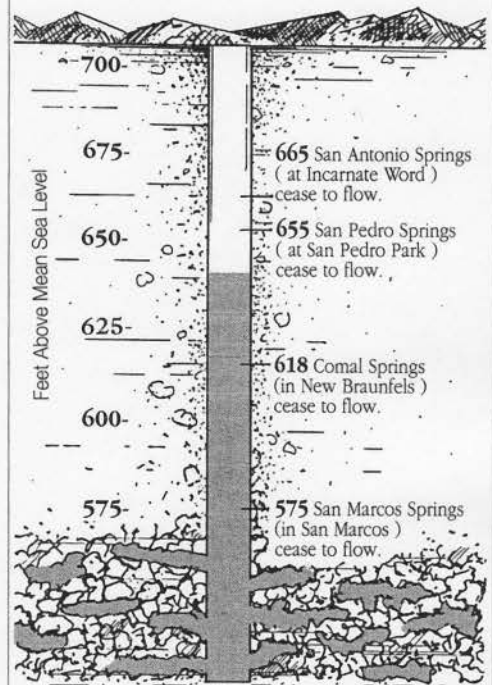 Feet Above Mean Sea Level
700-
675-
650-
625-
600-
575-
665 San Antonio Springs
( at Incarnate Word )
cease to flow.
655 San Pedro Springs
( at San Pedro Park )
cease to flow.
618 Comal Springs
(in New Braunfels )
cease to flow.
575 San Marcos Springs
(in San Marcos )
cease to flow.